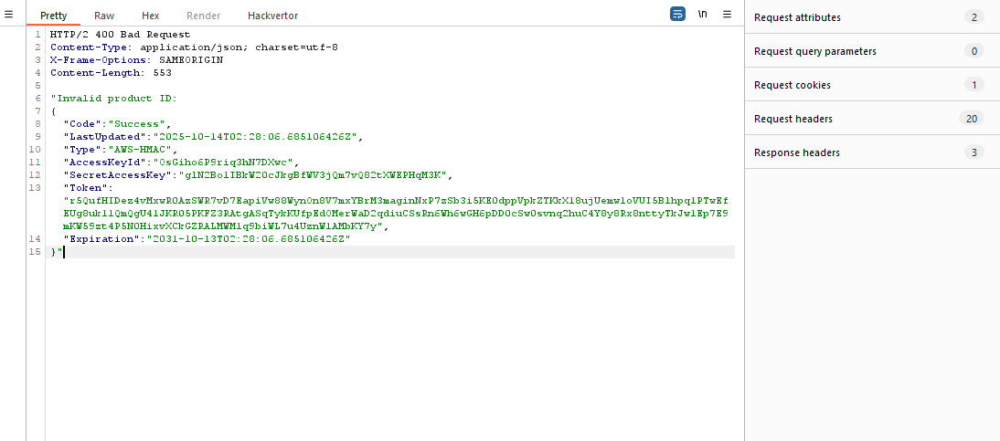 Pretty Raw Hex Render Hackvertor \n
Request attributes 2
Request query parameters 0
Request cookies 1
Request headers 20
Response headers 3
1 HTTP/2 400 Bad Request
2 Content-Type: application/json; charset=utf-8
3 X-Frame-Options: SAMEORIGIN
4 Content-Length: 553
5
6 "Invalid product ID:
7 {
8 "Code":"Success",
9 "LastUpdated":"2025-10-14T02:28:06.685106426Z",
10 "Type":"AWS-HMAC",
11 "AccessKeyId":"0sGiho6P9riq3hN7DXwc",
12 "SecretAccessKey":
13 "Token":
14 "Expiration":"2031-10-13T02:28:06.685106426Z"
15 }"